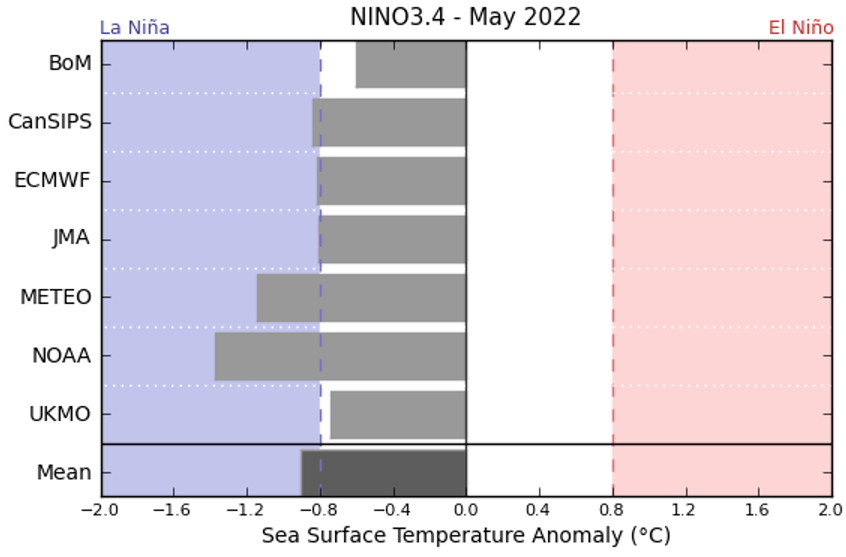 NINO3.4 - May 2022
La Niña
El Niño
BoM
CanSIPS
ECMWF
JMA
METEO
NOAA
UKMO
Mean
−2.0 −1.6 −1.2 −0.8 −0.4 0.0 0.4 0.8 1.2 1.6 2.0
Sea Surface Temperature Anomaly (°C)